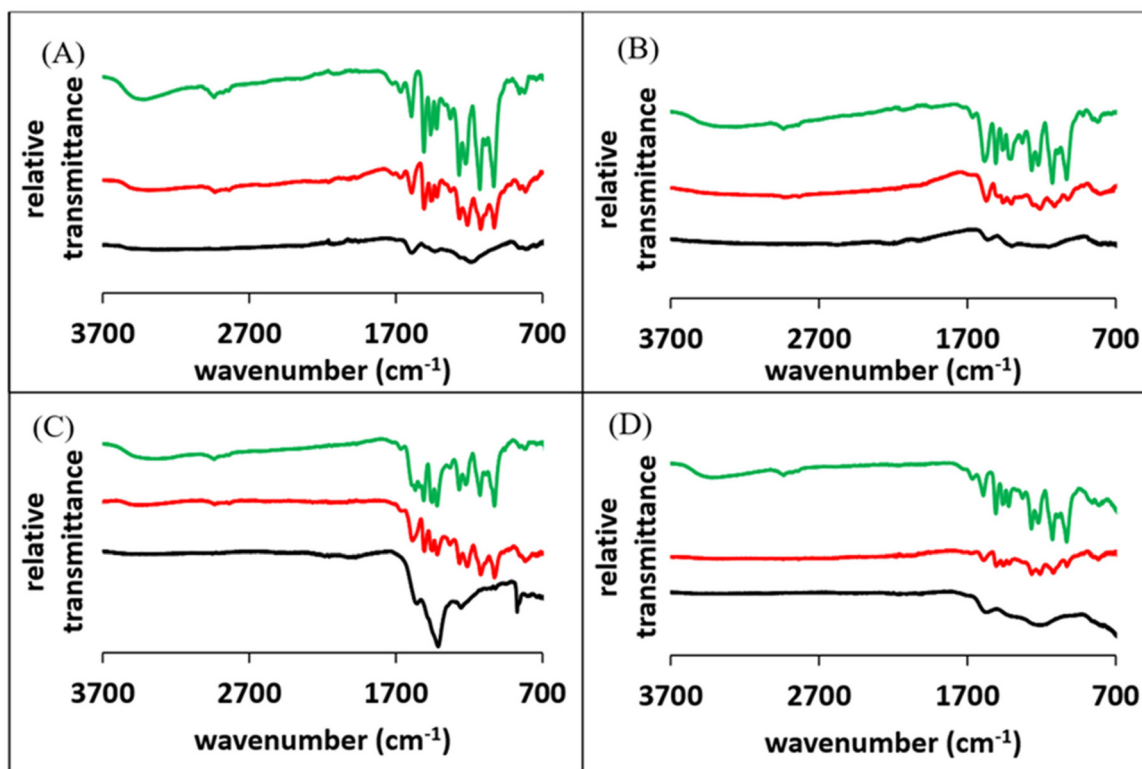 (A)
relative
transmittance
3700 2700 1700 700
wavenumber (cm-1)
(B)
relative
transmittance
3700 2700 1700 700
wavenumber (cm-1)
(C)
relative
transmittance
3700 2700 1700 700
wavenumber (cm-1)
(D)
relative
transmittance
3700 2700 1700 700
wavenumber (cm-1)